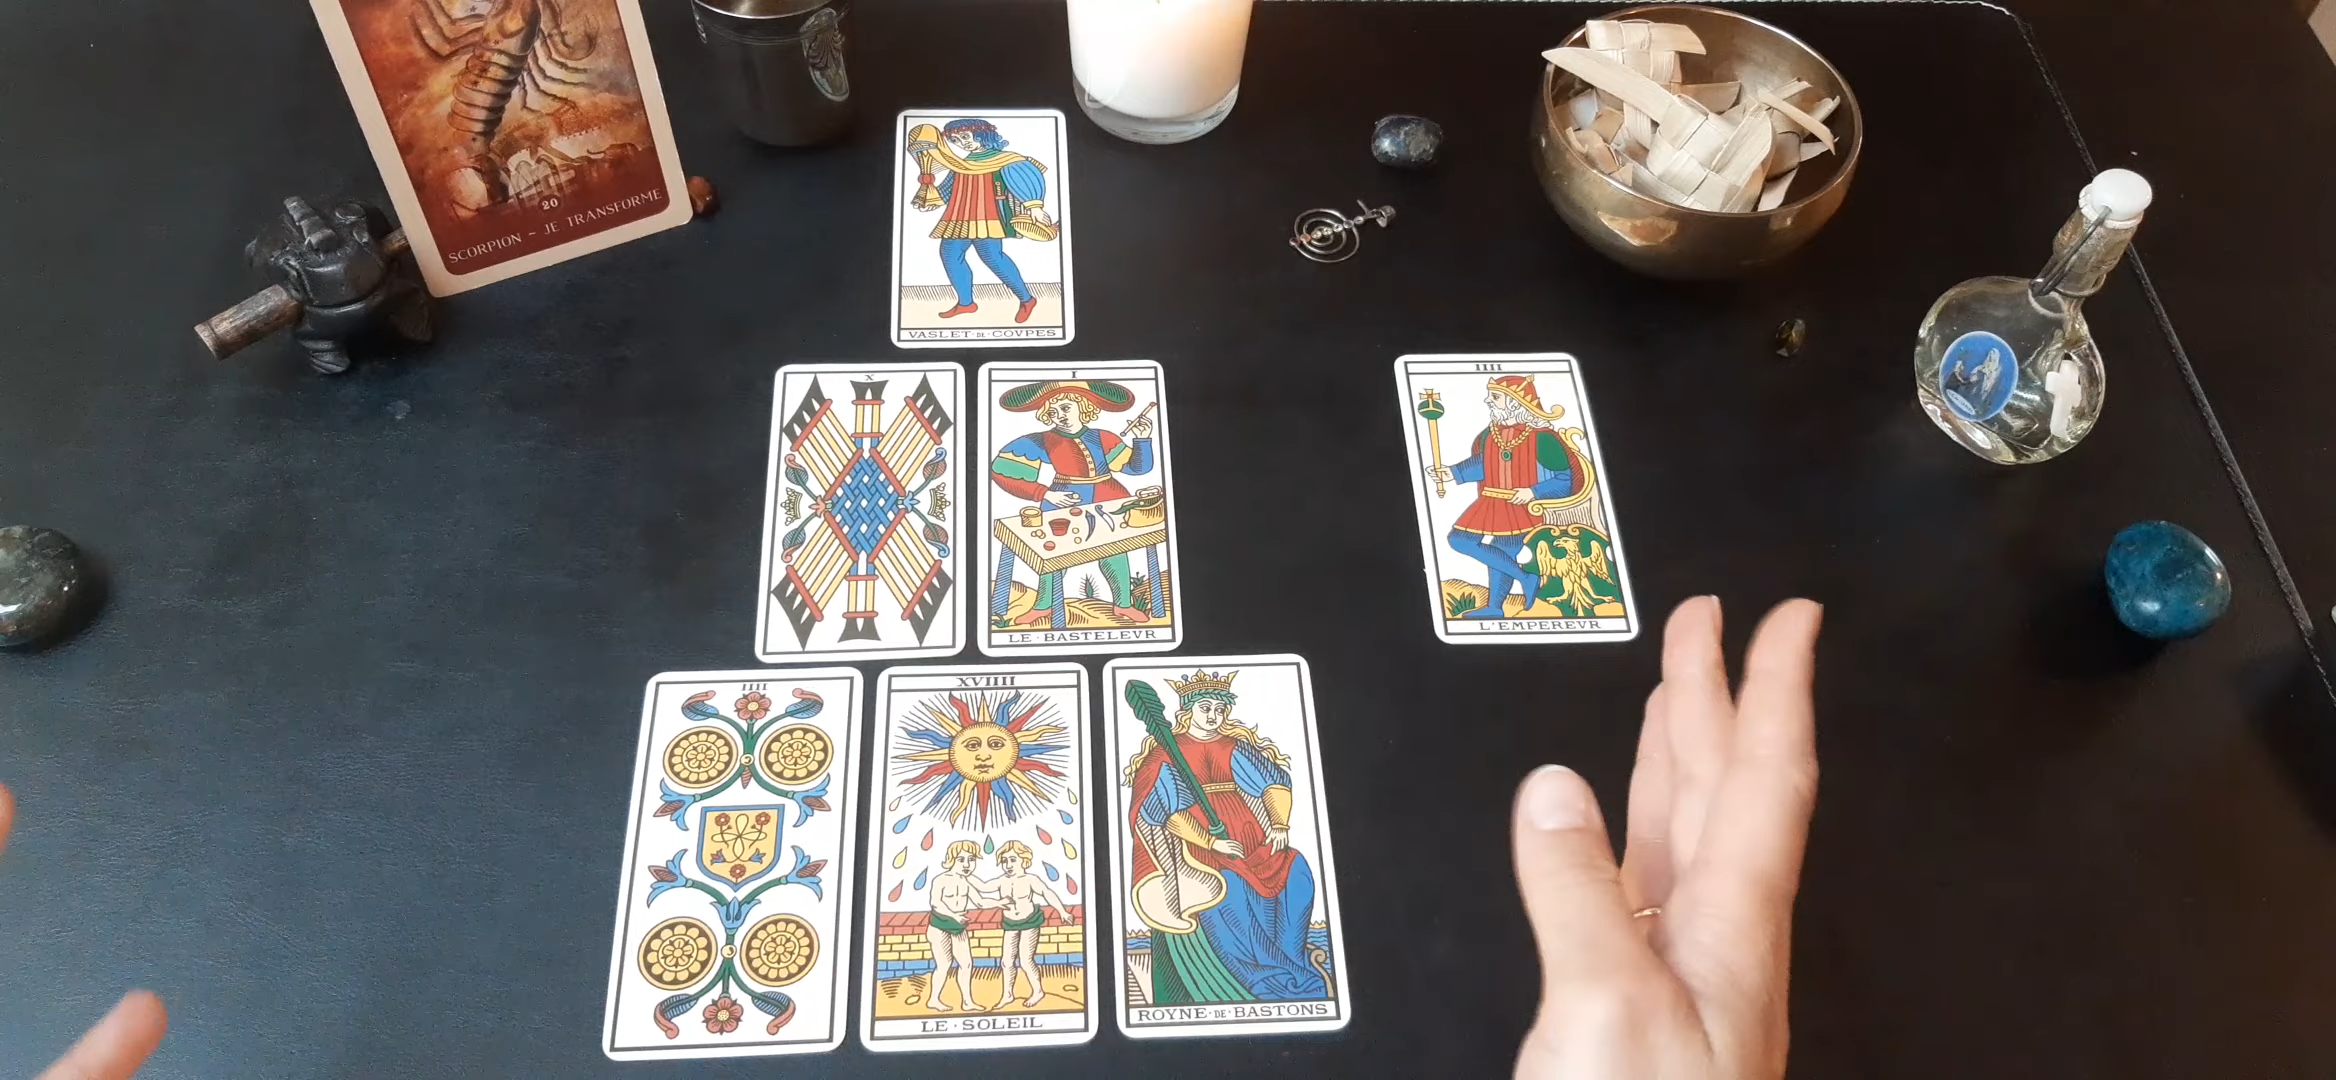 20
SCORPION ~ JE TRANSFORME
VASLET·DE·COVPES
X
I
LE·BASTELEVR
IIII
L'EMPEREVR
IIII
XVIIII
LE·SOLEIL
ROYNE·DE·BASTONS